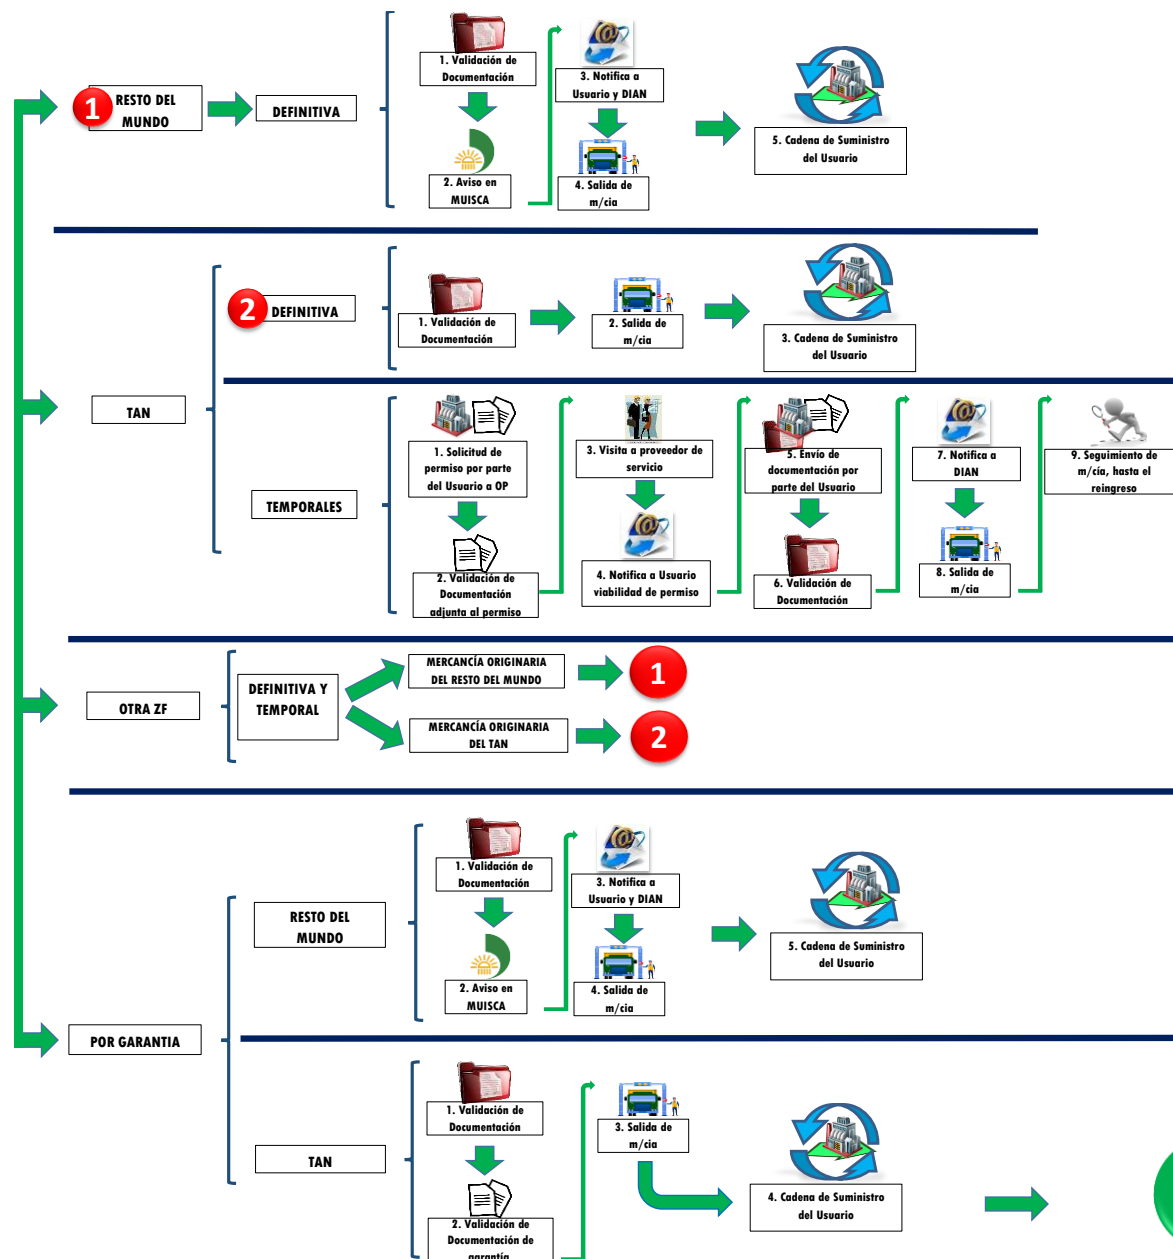 1
RESTO DEL
MUNDO
DEFINITIVA
1. Validación de
Documentación
2. Aviso en
MUISCA
3. Notifica a
Usuario y DIAN
4. Salida de
m/cia
5. Cadena de Suministro
del Usuario
TAN
2
DEFINITIVA
1. Validación de
Documentación
2. Salida de
m/cia
3. Cadena de Suministro
del Usuario
TEMPORALES
1. Solicitud de
permiso por parte
del Usuario a OP
2. Validación de
Documentación
adjunta al permiso
3. Visita a proveedor de
servicio
4. Notifica a Usuario
viabilidad de permiso
5. Envío de
documentación por
parte del Usuario
6. Validación de
Documentación
7. Notifica a
DIAN
8. Salida de
m/cia
9. Seguimiento de
m/cía, hasta el
reingreso
OTRA ZF
DEFINITIVA Y
TEMPORAL
MERCANCÍA ORIGINARIA
DEL RESTO DEL MUNDO
1
MERCANCÍA ORIGINARIA
DEL TAN
2
POR GARANTIA
RESTO DEL
MUNDO
1. Validación de
Documentación
2. Aviso en
MUISCA
3. Notifica a
Usuario y DIAN
4. Salida de
m/cia
5. Cadena de Suministro
del Usuario
TAN
1. Validación de
Documentación
2. Validación de
Documentación de
garantía
3. Salida de
m/cia
4. Cadena de Suministro
del Usuario